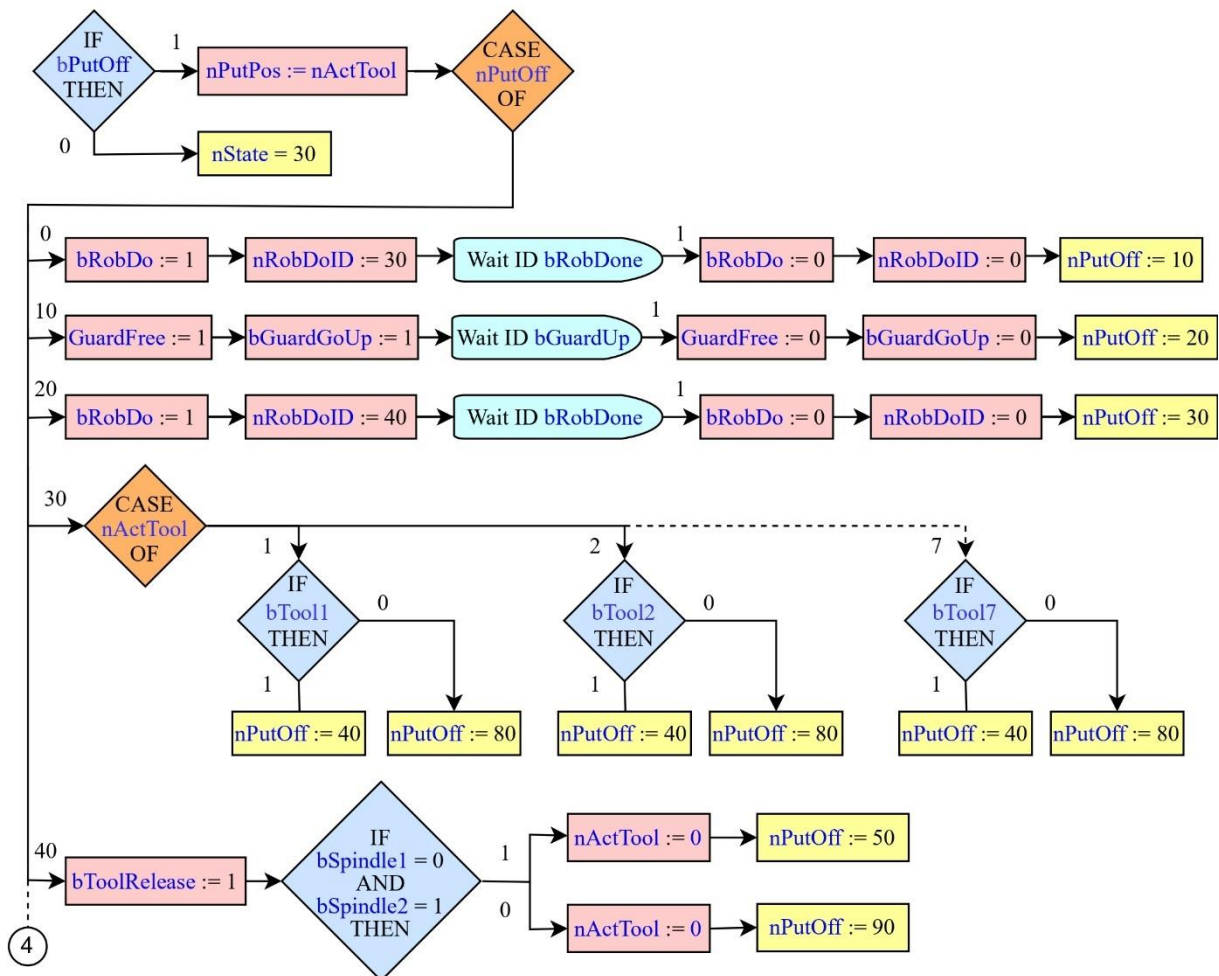 IF
bPutOff
THEN
1
nPutPos := nActTool
CASE
nPutOff
OF
0
nState = 30
0
bRobDo := 1
nRobDoID := 30
Wait ID bRobDone
1
bRobDo := 0
nRobDoID := 0
nPutOff := 10
10
GuardFree := 1
bGuardGoUp := 1
Wait ID bGuardUp
1
GuardFree := 0
bGuardGoUp := 0
nPutOff := 20
20
bRobDo := 1
nRobDoID := 40
Wait ID bRobDone
1
bRobDo := 0
nRobDoID := 0
nPutOff := 30
30
CASE
nActTool
OF
1
IF
bTool1
THEN
0
1
nPutOff := 40
nPutOff := 80
2
IF
bTool2
THEN
0
1
nPutOff := 40
nPutOff := 80
7
IF
bTool7
THEN
0
1
nPutOff := 40
nPutOff := 80
40
bToolRelease := 1
IF
bSpindle1 = 0
AND
bSpindle2 = 1
THEN
1
nActTool := 0
nPutOff := 50
0
nActTool := 0
nPutOff := 90
4